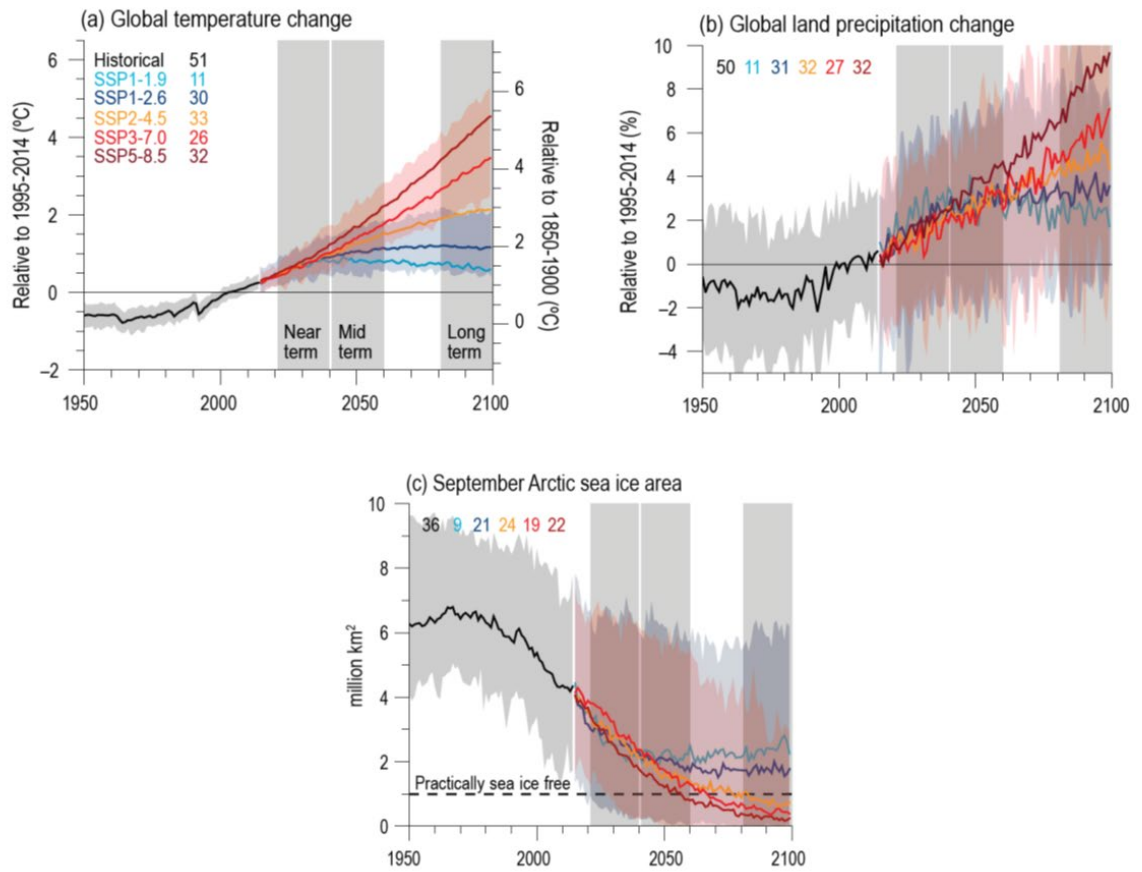 (a) Global temperature change
Relative to 1995-2014 (ºC)
6
4
2
0
−2
Historical 51
SSP1-1.9 11
SSP1-2.6 30
SSP2-4.5 33
SSP3-7.0 26
SSP5-8.5 32
Near term
Mid term
Long term
6
4
2
0
Relative to 1850-1900 (ºC)
1950 2000 2050 2100
(b) Global land precipitation change
Relative to 1995-2014 (%)
10
8
6
4
2
0
−2
−4
50 11 31 32 27 32
1950 2000 2050 2100
(c) September Arctic sea ice area
million km²
10
8
6
4
2
0
36 9 21 24 19 22
Practically sea ice free
1950 2000 2050 2100